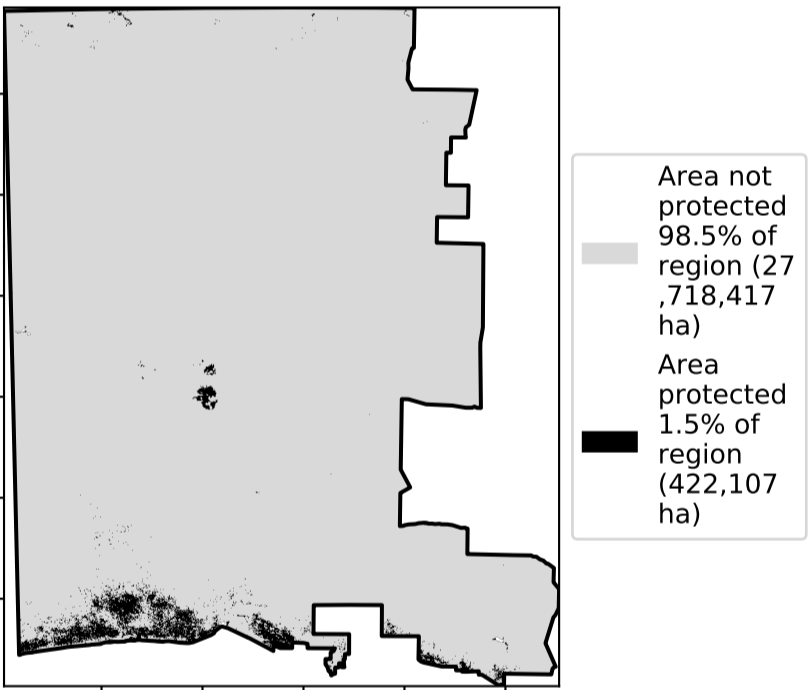 Area not
protected
98.5% of
region (27
,718,417
ha)
Area
protected
1.5% of
region
(422,107
ha)